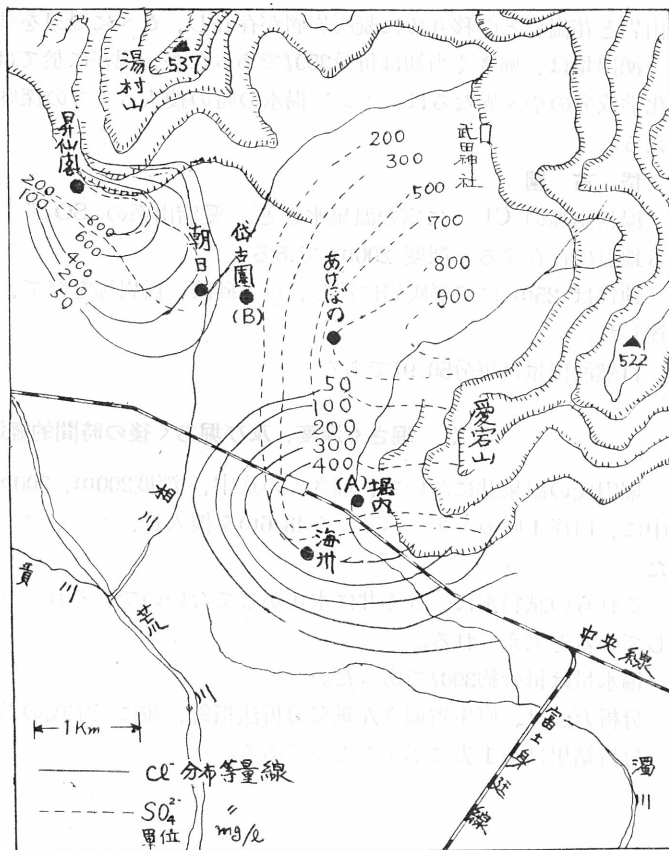 537
湯村山
昇仙閣
200
100
800
600
400
200
50
朝日
岱古園
(B)
武田神社
200
300
500
700
800
900
あけぼの
522
50
100
200
300
400
愛宕山
(A)
堀内
海州
相川
貴川
荒川
中央線
富士身延線
濁川
1Km
Cl⁻分布等量線
SO₄²⁻ 〃
単位 mg/ℓ